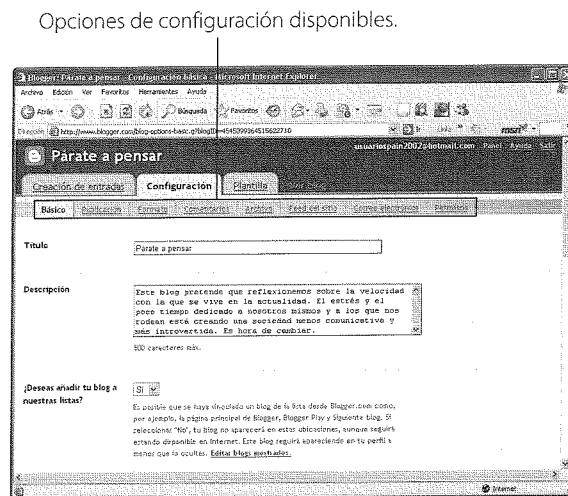 Opciones de configuración disponibles.
Blogger: Párate a pensar - Configuración básica - Microsoft Internet Explorer
Archivo Edición Ver Favoritos Herramientas Ayuda
Atrás Búsqueda Favoritos
Dirección http://www.blogger.com/blog-options-basic.g?blogID=4545099364515622710 Ir
usuariospain2002@hotmail.com Panel Ayuda Salir
Párate a pensar
Creación de entradas Configuración Plantilla
Básico Publicación Formato Comentarios Archivo Feed del sitio Correo electrónico Permisos
Título Párate a pensar
Descripción Este blog pretende que reflexionemos sobre la velocidad
con la que se vive en la actualidad. El estrés y el
poco tiempo dedicado a nosotros mismos y a los que nos
rodean está creando una sociedad menos comunicativa y
más introvertida. Es hora de cambiar.
500 caracteres máx.
¿Deseas añadir tu blog a
nuestras listas?
Sí
Es posible que se haya vinculado un blog de la lista desde Blogger.com como,
por ejemplo, la página principal de Blogger, Blogger Play y Siguiente blog. Si
seleccionas "No", tu blog no aparecerá en estas ubicaciones, aunque seguirá
estando disponible en Internet. Este blog seguirá apareciendo en tu perfil a
menos que lo ocultes. Editar blogs mostrados.
Internet